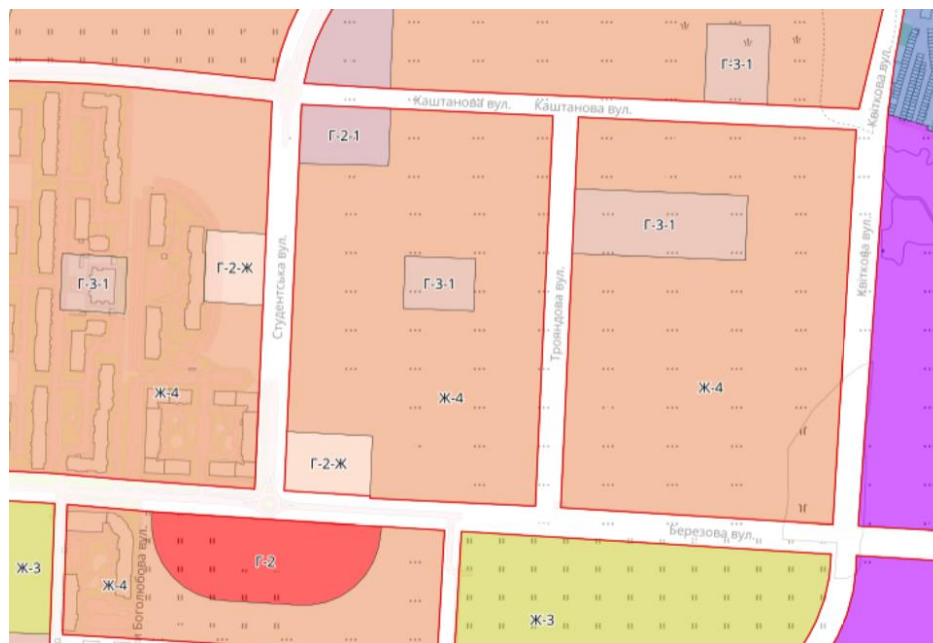 Г-3-1
Каштанова вул.
Каштанова вул.
Квіткова вул.
Г-2-1
Г-3-1
Студентська вул.
Г-2-Ж
Г-3-1
Г-3-1
Квіткова вул.
Трояндова вул.
Ж-4
Ж-4
Ж-4
Г-2-Ж
Березова вул.
Г-2
Ж-3
Ж-4
и Боголюбова вул.
Ж-3